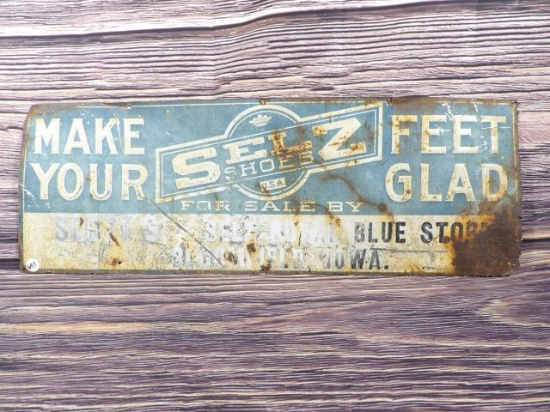 MAKE YOUR
SELZ
SHOES
U.S.A
FEET GLAD
FOR SALE BY
BLUE STORE
IOWA.